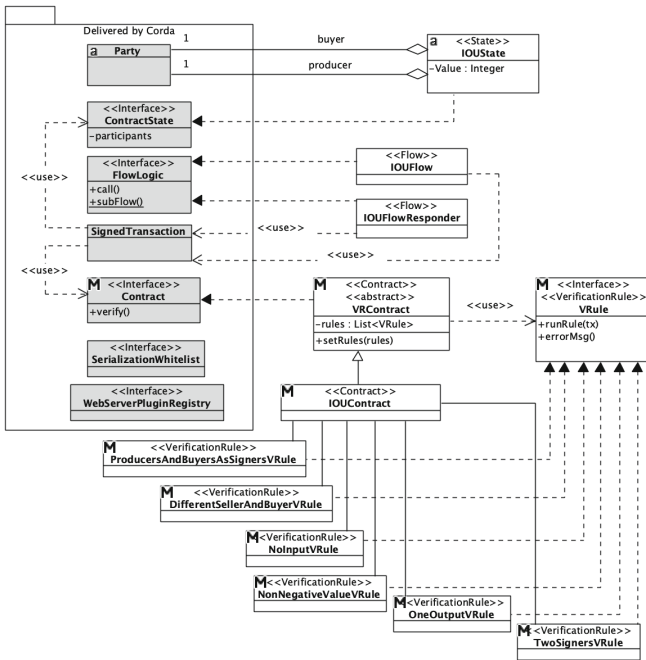 Delivered by Corda
a
Party
1
buyer
1
producer
a
<<State>>
IOUState
-Value : Integer
<<Interface>>
ContractState
-participants
<<use>>
<<Interface>>
FlowLogic
+call()
+subFlow()
<<Flow>>
IOUFlow
<<Flow>>
IOUFlowResponder
SignedTransaction
<<use>>
<<use>>
<<use>>
M
<<Interface>>
Contract
+verify()
M
<<Contract>>
<<abstract>>
VRContract
-rules : List<VRule>
+setRules(rules)
<<use>>
M
<<Interface>>
<<VerificationRule>>
VRule
+runRule(tx)
+errorMsg()
<<Interface>>
SerializationWhitelist
<<Interface>>
WebServerPluginRegistry
M
<<Contract>>
IOUContract
M
<<VerificationRule>>
ProducersAndBuyersAsSignersVRule
M
<<VerificationRule>>
DifferentSellerAndBuyerVRule
M
<VerificationRule>>
NoInputVRule
M
<<VerificationRule>>
NonNegativeValueVRule
M
<VerificationRule>>
OneOutputVRule
M
<<VerificationRule>>
TwoSignersVRule